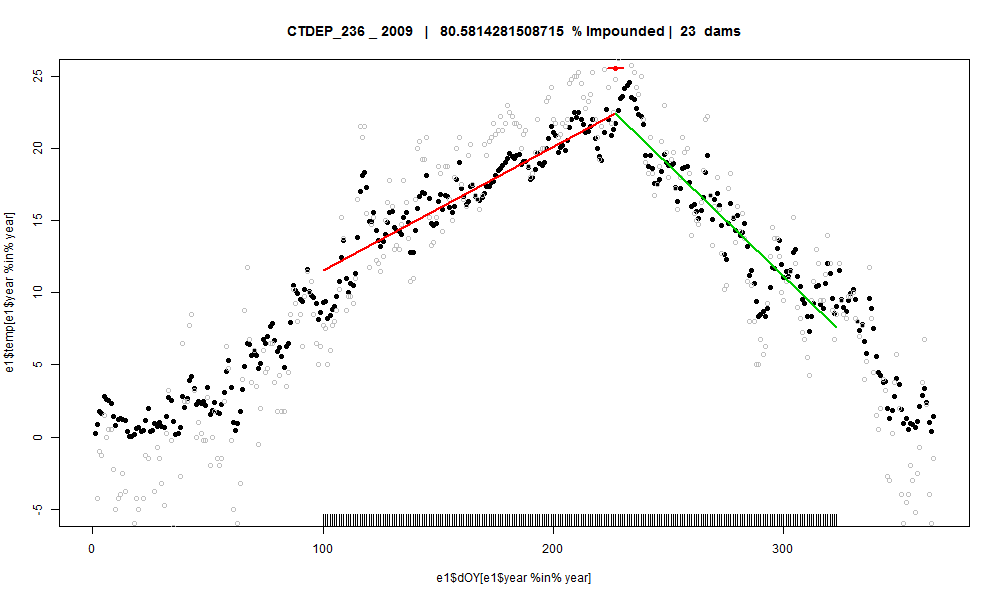 CTDEP_236 _ 2009 | 80.5814281508715 % Impounded | 23 dams
e1$temp[e1$year %in% year]
25
20
15
10
5
0
-5
0 100 200 300
e1$dOY[e1$year %in% year]